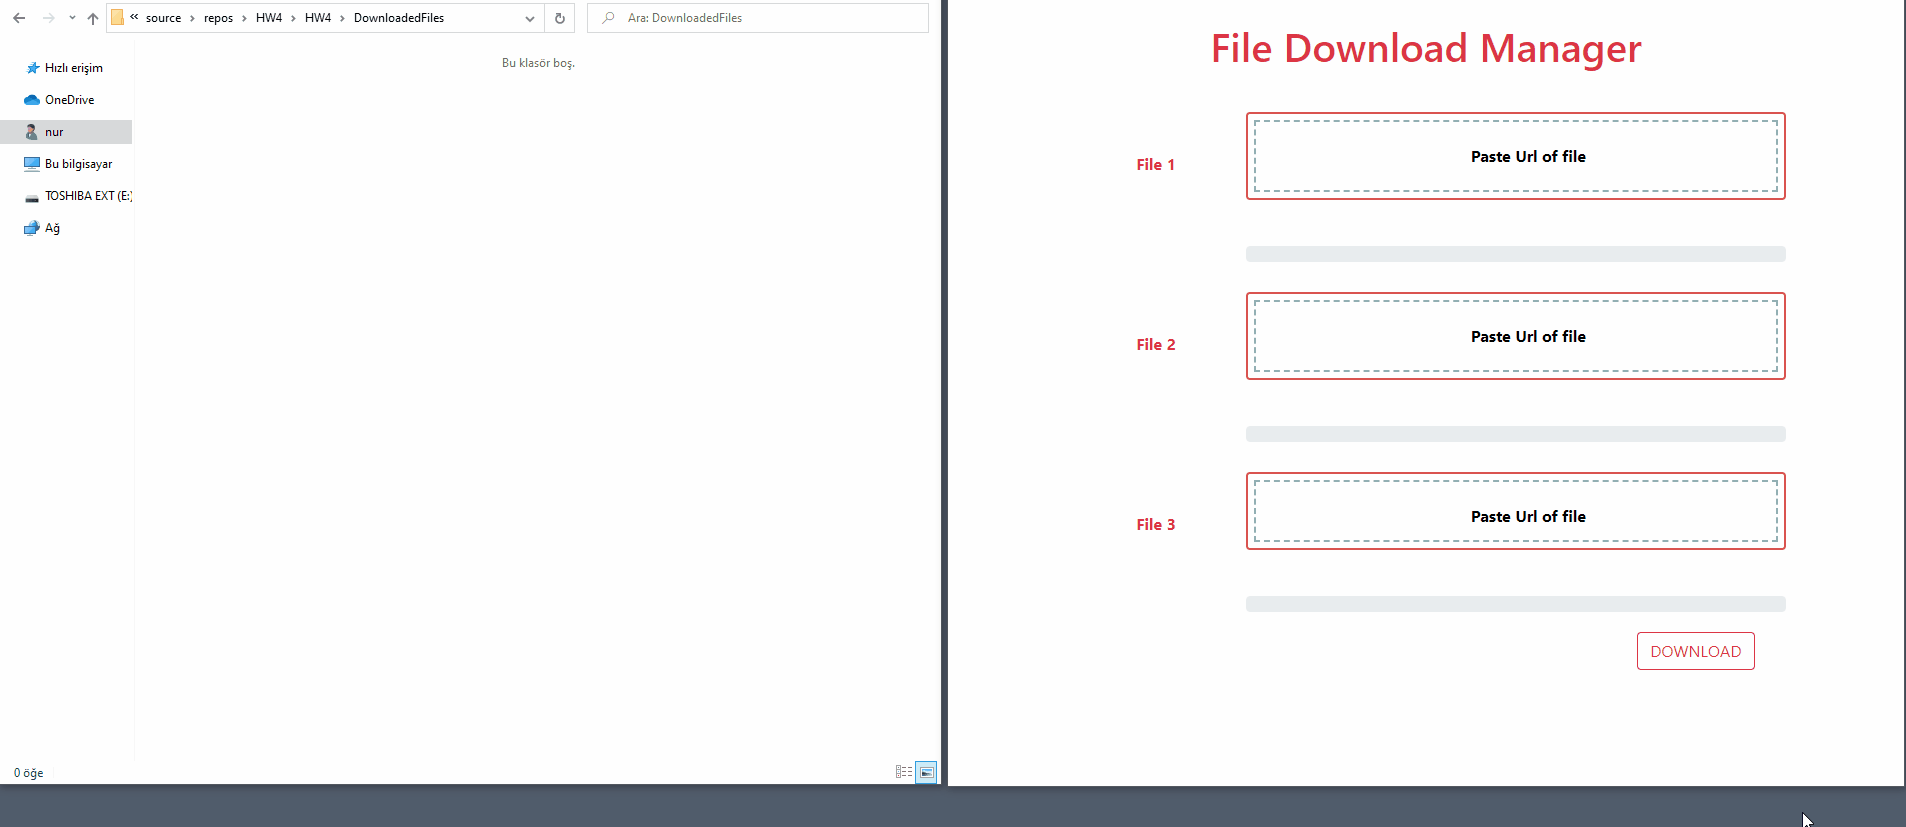 « source › repos › HW4 › HW4 › DownloadedFiles
Ara: DownloadedFiles
Hızlı erişim
OneDrive
nur
Bu bilgisayar
TOSHIBA EXT (E:)
Ağ
Bu klasör boş.
0 öğe
File Download Manager
File 1
Paste Url of file
File 2
Paste Url of file
File 3
Paste Url of file
DOWNLOAD